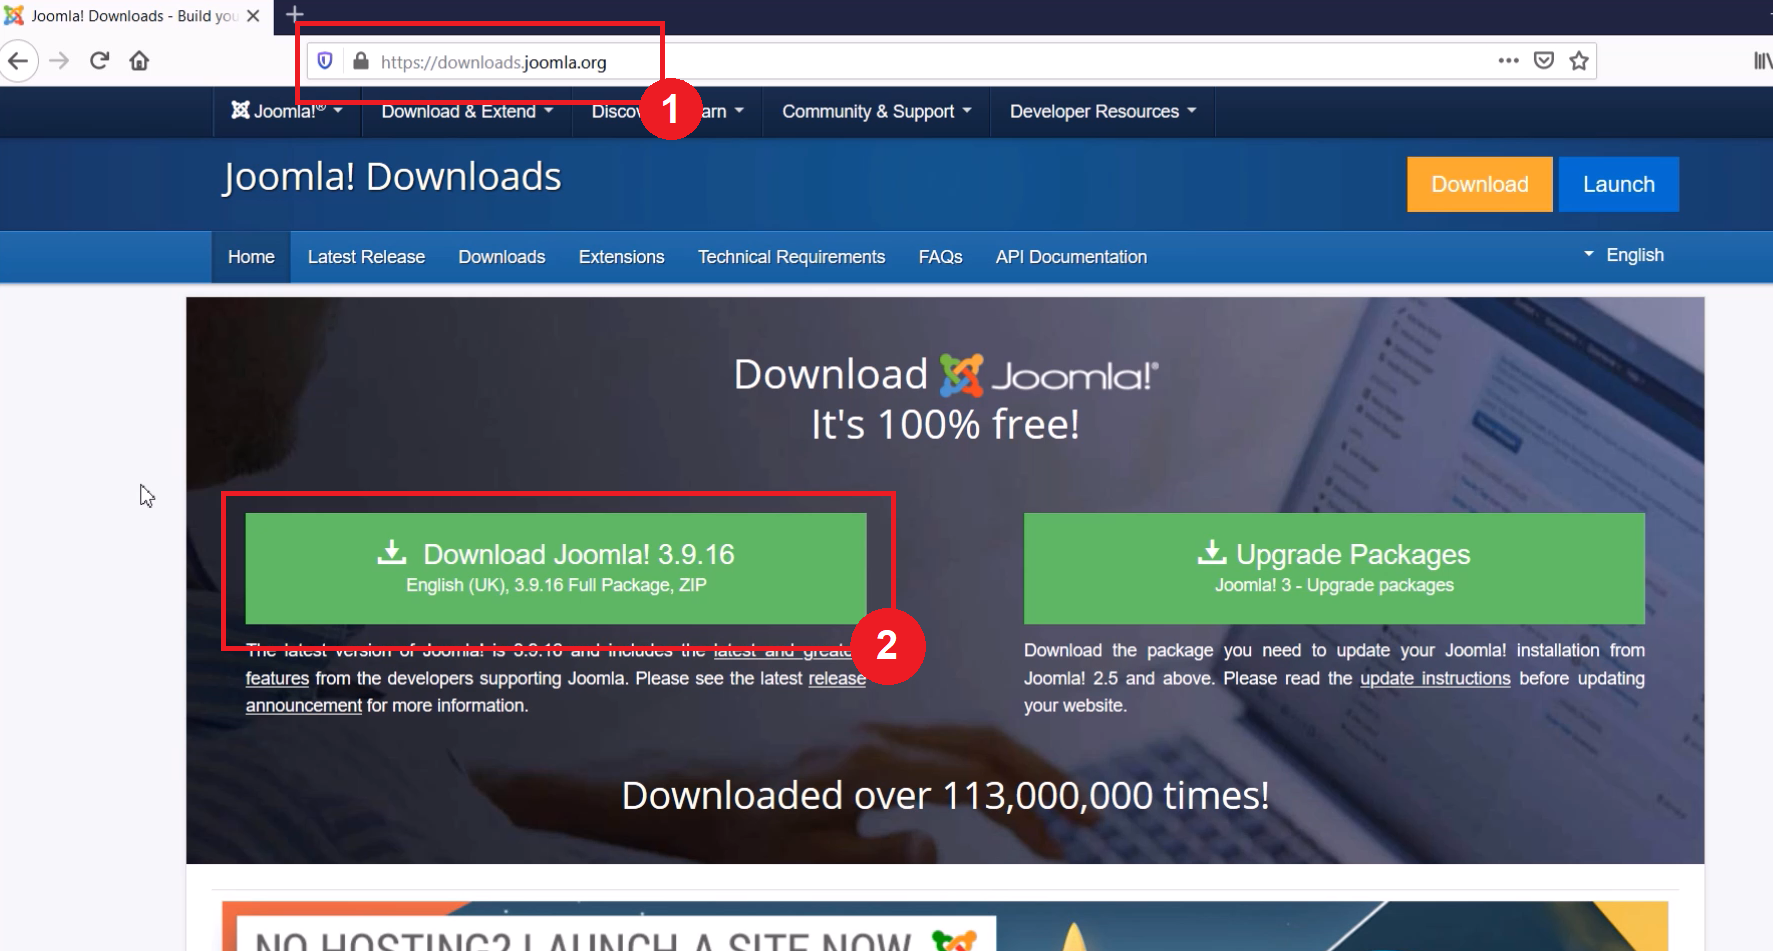 Joomla! Downloads - Build you
https://downloads.joomla.org
1
Joomla!® Download & Extend Community & Support Developer Resources
Joomla! Downloads
Download Launch
Home Latest Release Downloads Extensions Technical Requirements FAQs API Documentation English
Download Joomla!®
It's 100% free!
Download Joomla! 3.9.16
English (UK), 3.9.16 Full Package, ZIP
2
The latest version of Joomla! is 3.9.16 and includes the latest and
features from the developers supporting Joomla. Please see the latest release
announcement for more information.
Upgrade Packages
Joomla! 3 - Upgrade packages
Download the package you need to update your Joomla! installation from
Joomla! 2.5 and above. Please read the update instructions before updating
your website.
Downloaded over 113,000,000 times!
NO HOSTING? LAUNCH A SITE NOW